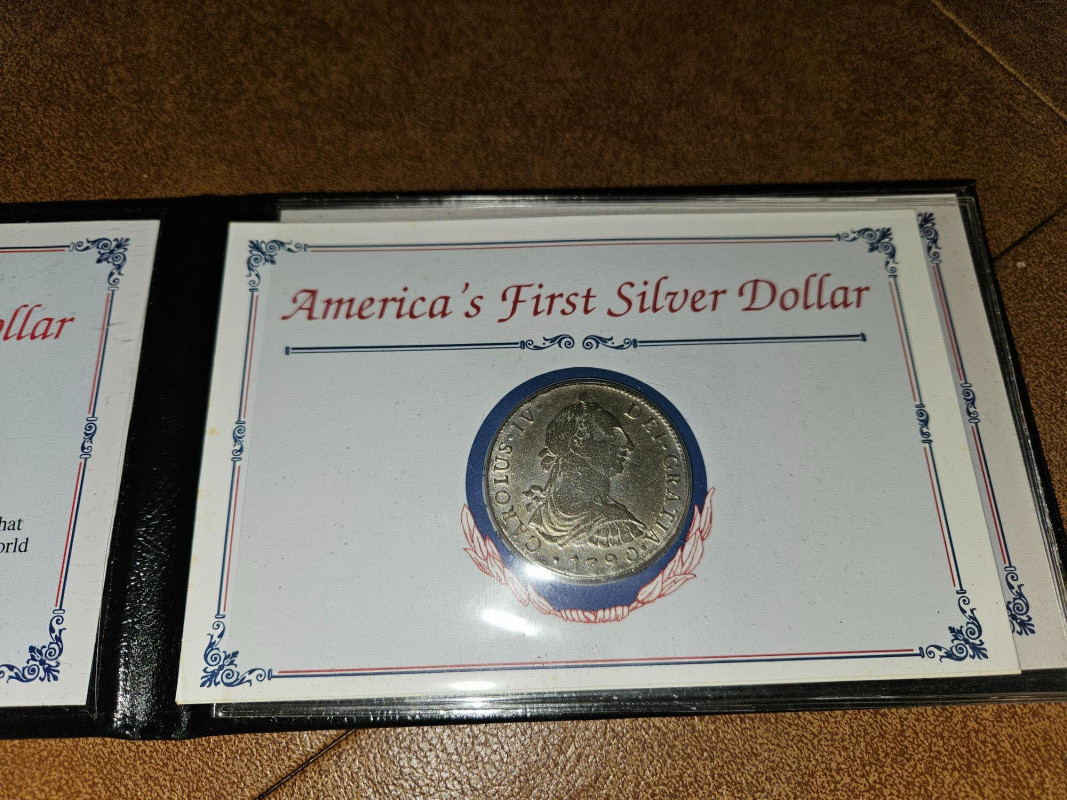 ollar
hat
orld
America's First Silver Dollar
CAROLUS·IV· DEI·GRATIA·
·1790·